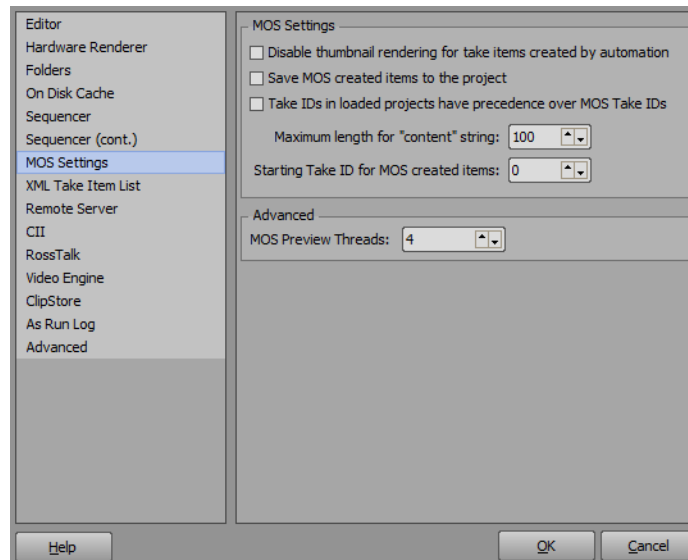 Editor
Hardware Renderer
Folders
On Disk Cache
Sequencer
Sequencer (cont.)
MOS Settings
XML Take Item List
Remote Server
CII
RossTalk
Video Engine
ClipStore
As Run Log
Advanced
MOS Settings
Disable thumbnail rendering for take items created by automation
Save MOS created items to the project
Take IDs in loaded projects have precedence over MOS Take IDs
Maximum length for "content" string: 100
Starting Take ID for MOS created items: 0
Advanced
MOS Preview Threads: 4
Help OK Cancel